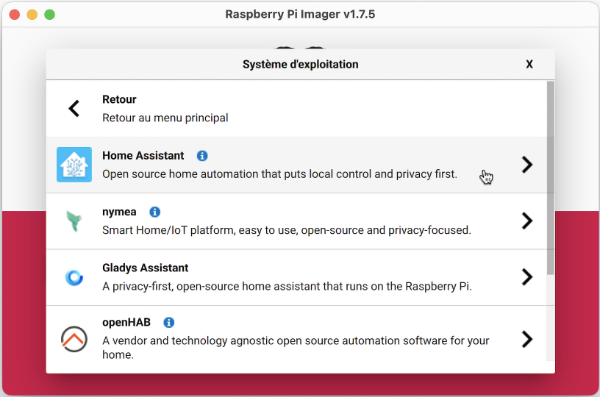 Raspberry Pi Imager v1.7.5
Système d'exploitation
X
Retour
Retour au menu principal
Home Assistant
Open source home automation that puts local control and privacy first.
nymea
Smart Home/IoT platform, easy to use, open-source and privacy-focused.
Gladys Assistant
A privacy-first, open-source home assistant that runs on the Raspberry Pi.
openHAB
A vendor and technology agnostic open source automation software for your
home.